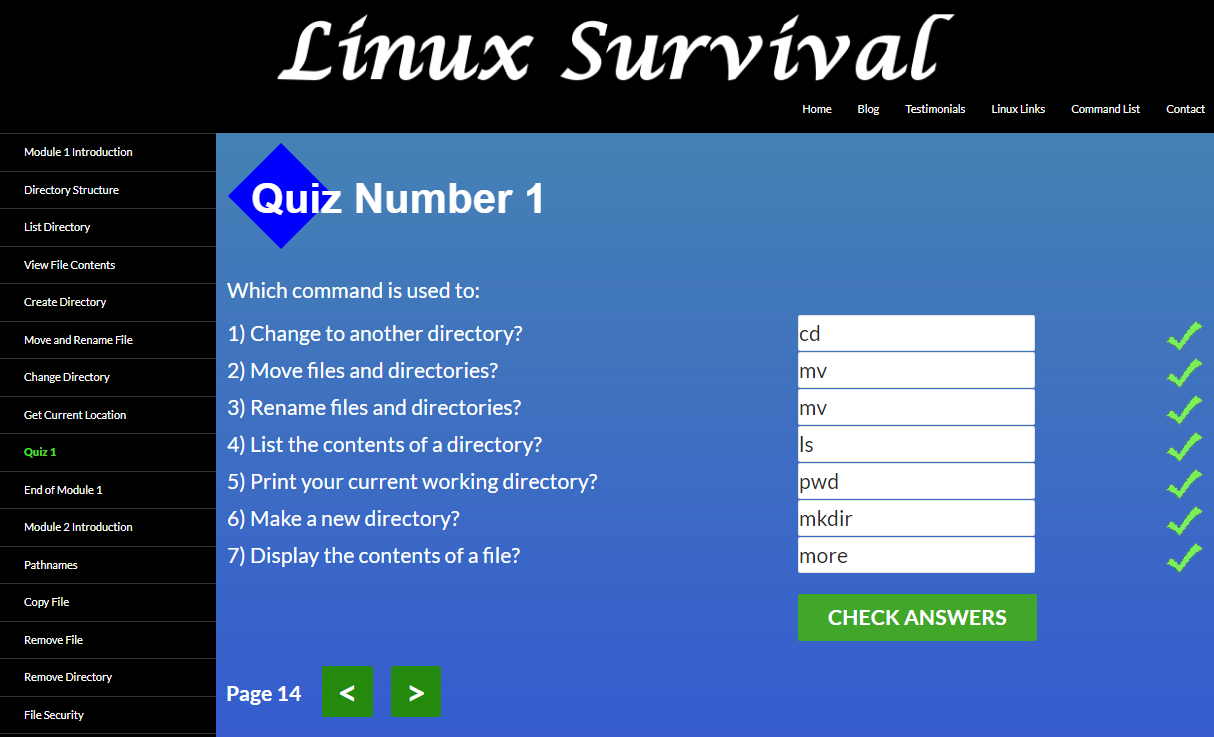 Linux Survival
Home Blog Testimonials Linux Links Command List Contact
Module 1 Introduction
Directory Structure
List Directory
View File Contents
Create Directory
Move and Rename File
Change Directory
Get Current Location
Quiz 1
End of Module 1
Module 2 Introduction
Pathnames
Copy File
Remove File
Remove Directory
File Security
Quiz Number 1
Which command is used to:
1) Change to another directory? cd
2) Move files and directories? mv
3) Rename files and directories? mv
4) List the contents of a directory? ls
5) Print your current working directory? pwd
6) Make a new directory? mkdir
7) Display the contents of a file? more
CHECK ANSWERS
Page 14 < >